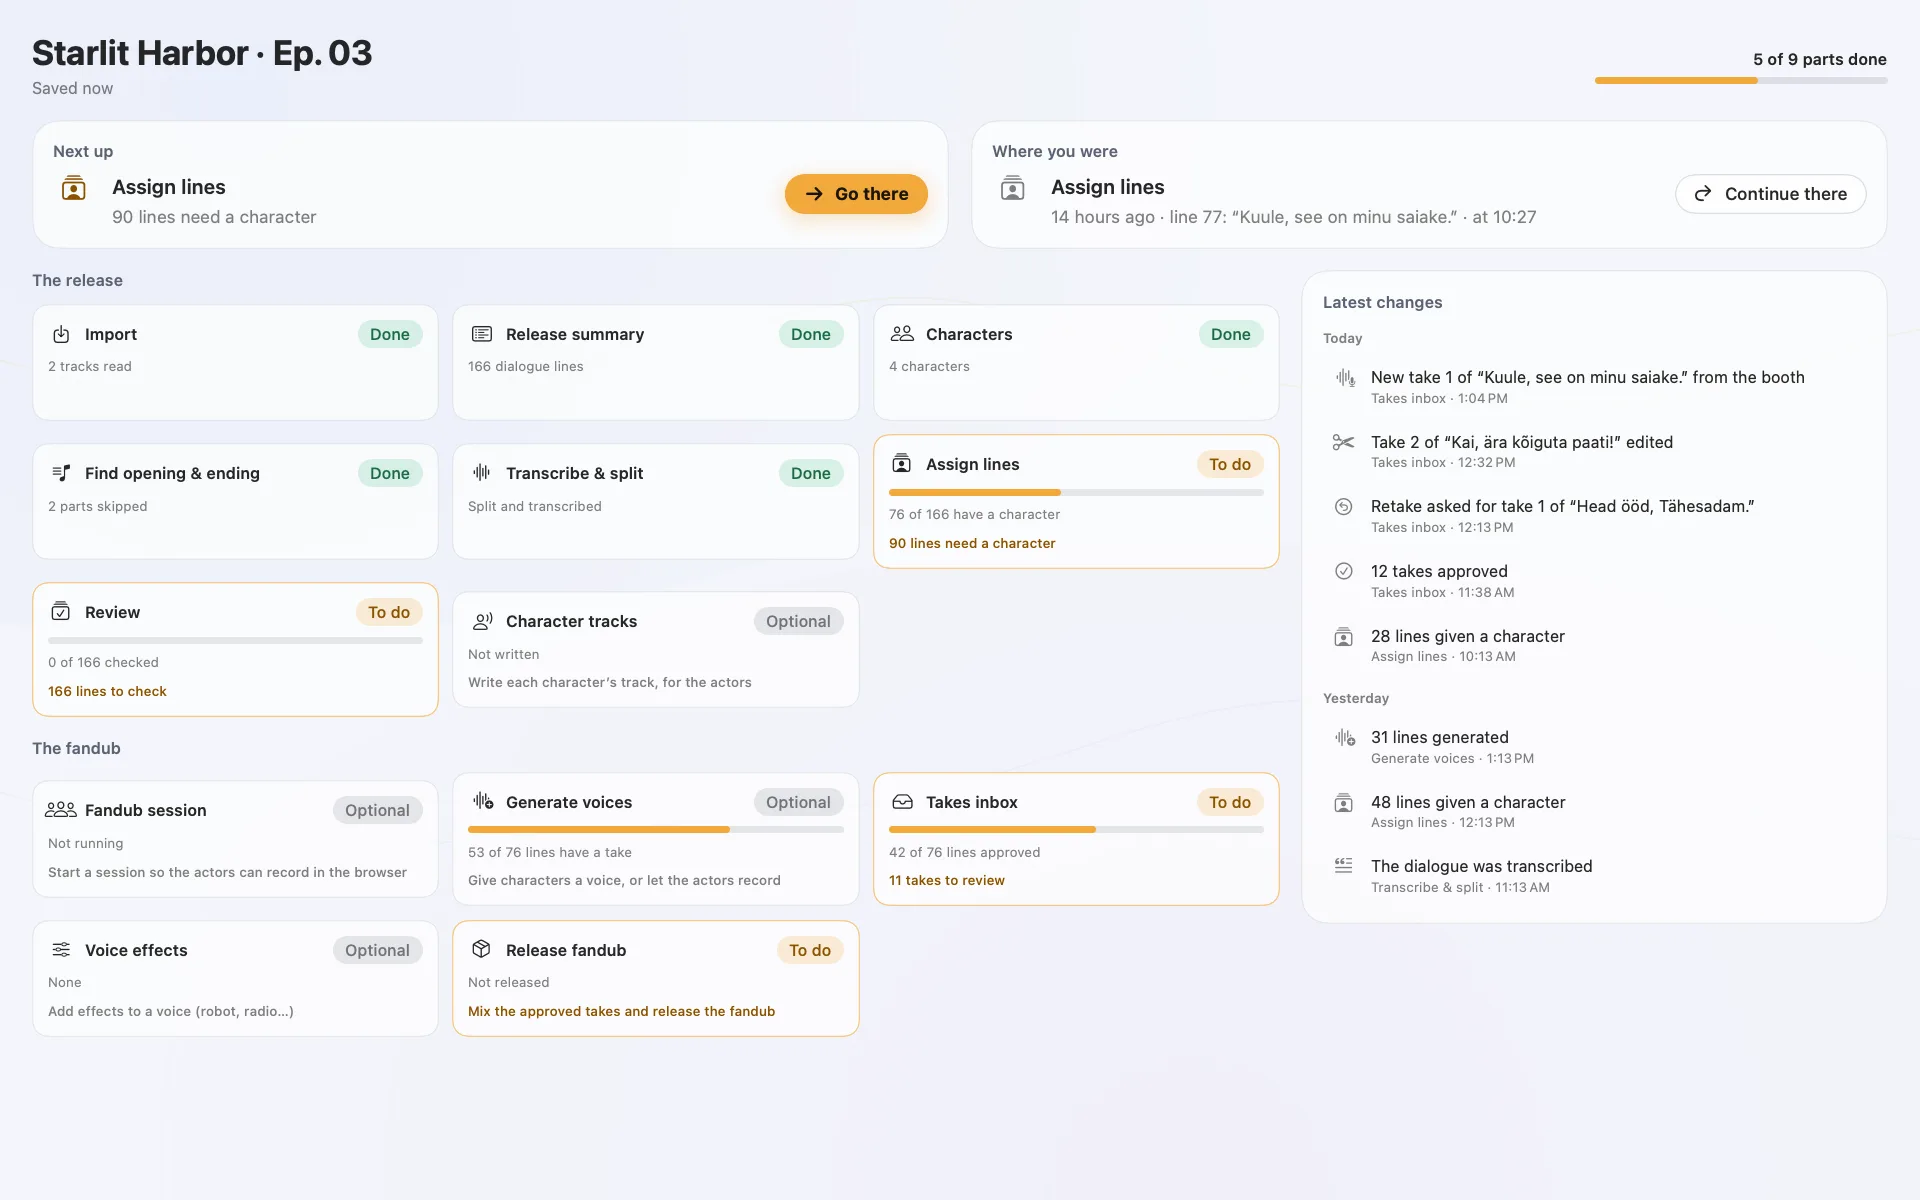 Starlit Harbor · Ep. 03
Saved now
5 of 9 parts done
Next up
Assign lines
90 lines need a character
Go there
Where you were
Assign lines
14 hours ago · line 77: “Kuule, see on minu saiake.” · at 10:27
Continue there
The release
Import
Done
2 tracks read
Release summary
Done
166 dialogue lines
Characters
Done
4 characters
Find opening & ending
Done
2 parts skipped
Transcribe & split
Done
Split and transcribed
Assign lines
To do
76 of 166 have a character
90 lines need a character
Review
To do
0 of 166 checked
166 lines to check
Character tracks
Optional
Not written
Write each character’s track, for the actors
The fandub
Fandub session
Optional
Not running
Start a session so the actors can record in the browser
Generate voices
Optional
53 of 76 lines have a take
Give characters a voice, or let the actors record
Takes inbox
To do
42 of 76 lines approved
11 takes to review
Voice effects
Optional
None
Add effects to a voice (robot, radio…)
Release fandub
To do
Not released
Mix the approved takes and release the fandub
Latest changes
Today
New take 1 of “Kuule, see on minu saiake.” from the booth
Takes inbox · 1:04 PM
Take 2 of “Kai, ära kõiguta paati!” edited
Takes inbox · 12:32 PM
Retake asked for take 1 of “Head ööd, Tähesadam.”
Takes inbox · 12:13 PM
12 takes approved
Takes inbox · 11:38 AM
28 lines given a character
Assign lines · 10:13 AM
Yesterday
31 lines generated
Generate voices · 1:13 PM
48 lines given a character
Assign lines · 12:13 PM
The dialogue was transcribed
Transcribe & split · 11:13 AM